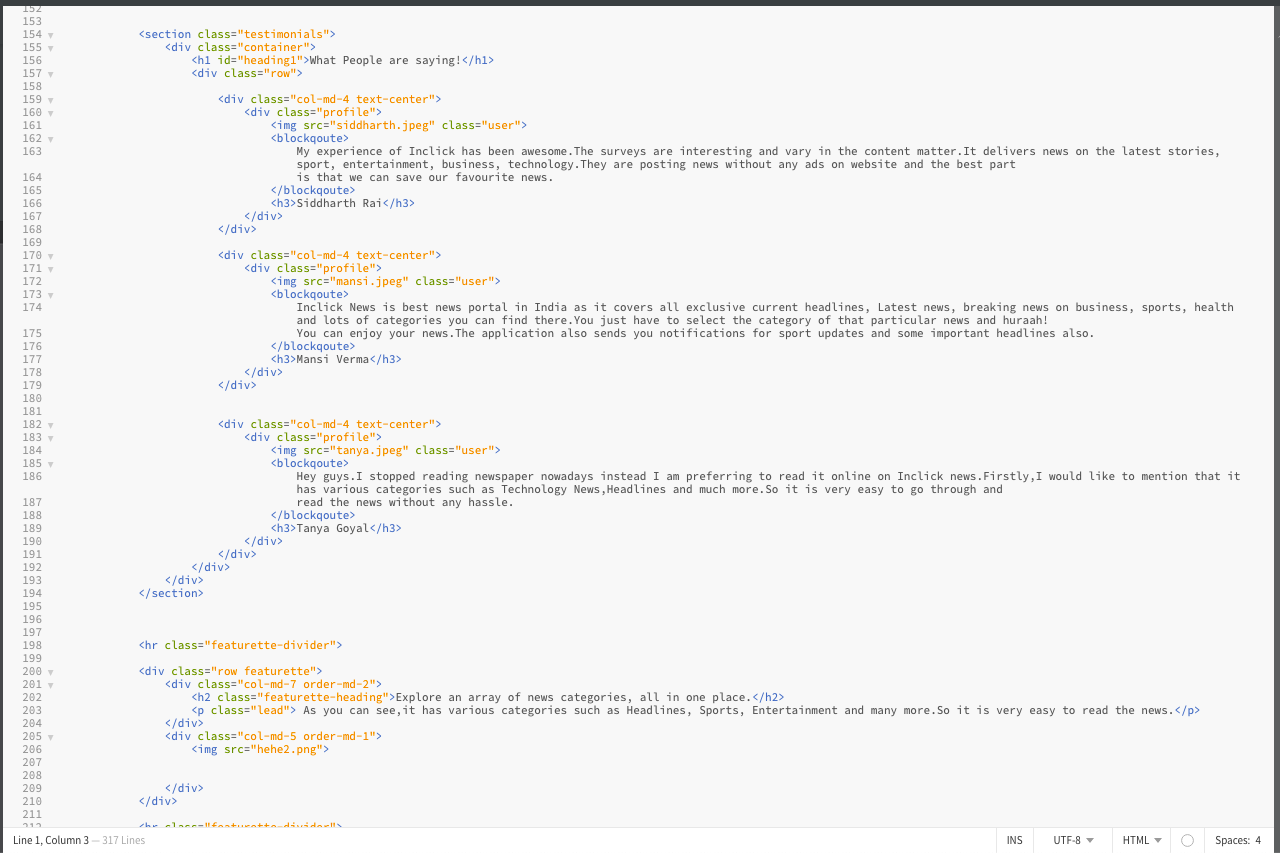 152
153
154 <section class="testimonials">
155 <div class="container">
156 <h1 id="heading1">What People are saying!</h1>
157 <div class="row">
158
159 <div class="col-md-4 text-center">
160 <div class="profile">
161 <img src="siddharth.jpeg" class="user">
162 <blockqoute>
163 My experience of Inclick has been awesome.The surveys are interesting and vary in the content matter.It delivers news on the latest stories,
sport, entertainment, business, technology.They are posting news without any ads on website and the best part
164 is that we can save our favourite news.
165 </blockqoute>
166 <h3>Siddharth Rai</h3>
167 </div>
168 </div>
169
170 <div class="col-md-4 text-center">
171 <div class="profile">
172 <img src="mansi.jpeg" class="user">
173 <blockqoute>
174 Inclick News is best news portal in India as it covers all exclusive current headlines, Latest news, breaking news on business, sports, health
and lots of categories you can find there.You just have to select the category of that particular news and huraah!
175 You can enjoy your news.The application also sends you notifications for sport updates and some important headlines also.
176 </blockqoute>
177 <h3>Mansi Verma</h3>
178 </div>
179 </div>
180
181
182 <div class="col-md-4 text-center">
183 <div class="profile">
184 <img src="tanya.jpeg" class="user">
185 <blockqoute>
186 Hey guys.I stopped reading newspaper nowadays instead I am preferring to read it online on Inclick news.Firstly,I would like to mention that it
has various categories such as Technology News,Headlines and much more.So it is very easy to go through and
187 read the news without any hassle.
188 </blockqoute>
189 <h3>Tanya Goyal</h3>
190 </div>
191 </div>
192 </div>
193 </div>
194 </section>
195
196
197
198 <hr class="featurette-divider">
199
200 <div class="row featurette">
201 <div class="col-md-7 order-md-2">
202 <h2 class="featurette-heading">Explore an array of news categories, all in one place.</h2>
203 <p class="lead"> As you can see,it has various categories such as Headlines, Sports, Entertainment and many more.So it is very easy to read the news.</p>
204 </div>
205 <div class="col-md-5 order-md-1">
206 <img src="hehe2.png">
207
208
209 </div>
210 </div>
211
212 <hr class="featurette-divider">
Line 1, Column 3 — 317 Lines INS UTF-8 HTML Spaces: 4